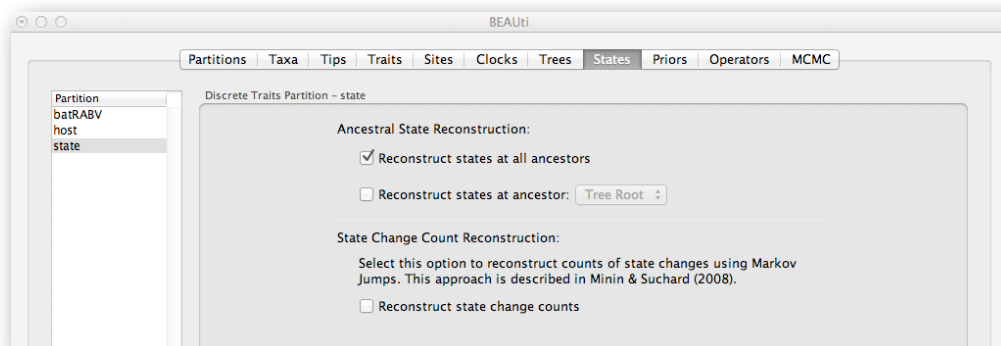 BEAUti
Partitions Taxa Tips Traits Sites Clocks Trees States Priors Operators MCMC
Partition
batRABV
host
state
Discrete Traits Partition – state
Ancestral State Reconstruction:
Reconstruct states at all ancestors
Reconstruct states at ancestor: Tree Root
State Change Count Reconstruction:
Select this option to reconstruct counts of state changes using Markov
Jumps. This approach is described in Minin & Suchard (2008).
Reconstruct state change counts